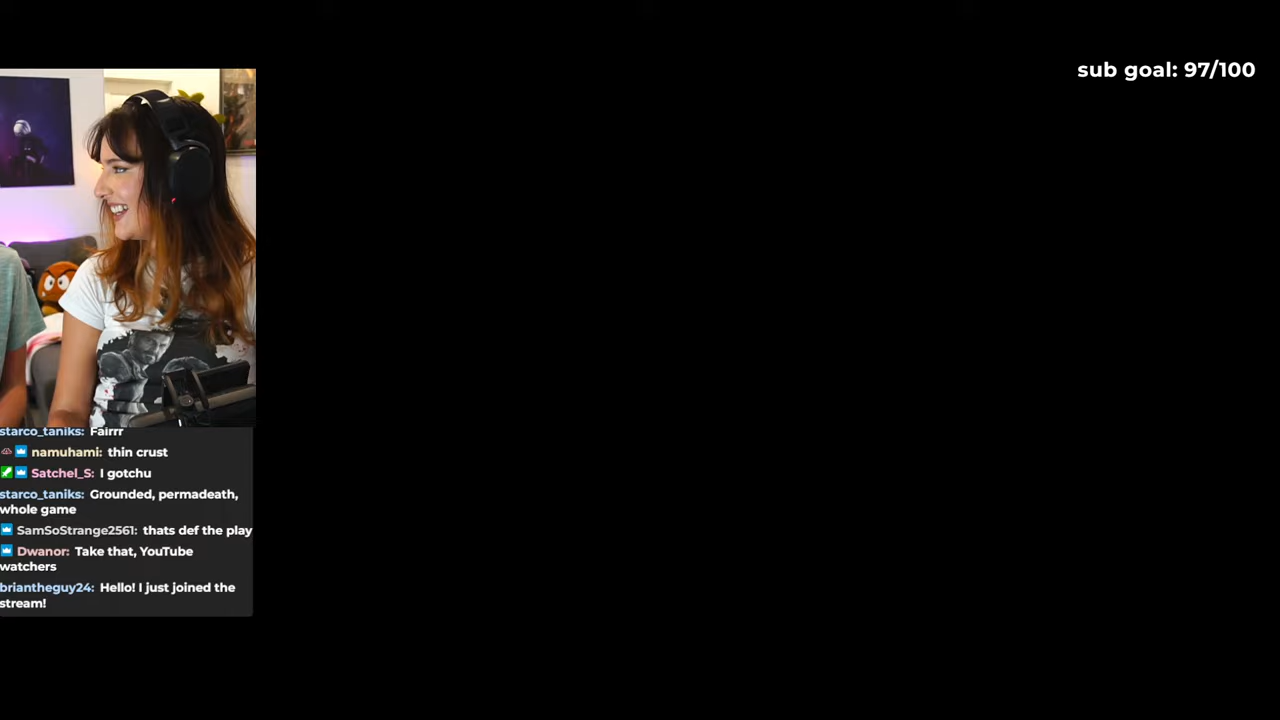 sub goal: 97/100
starco_taniks: Fairrr
namuhami: thin crust
Satchel_S: I gotchu
starco_taniks: Grounded, permadeath,
whole game
SamSoStrange2561: thats def the play
Dwanor: Take that, YouTube
watchers
briantheguy24: Hello! I just joined the
stream!